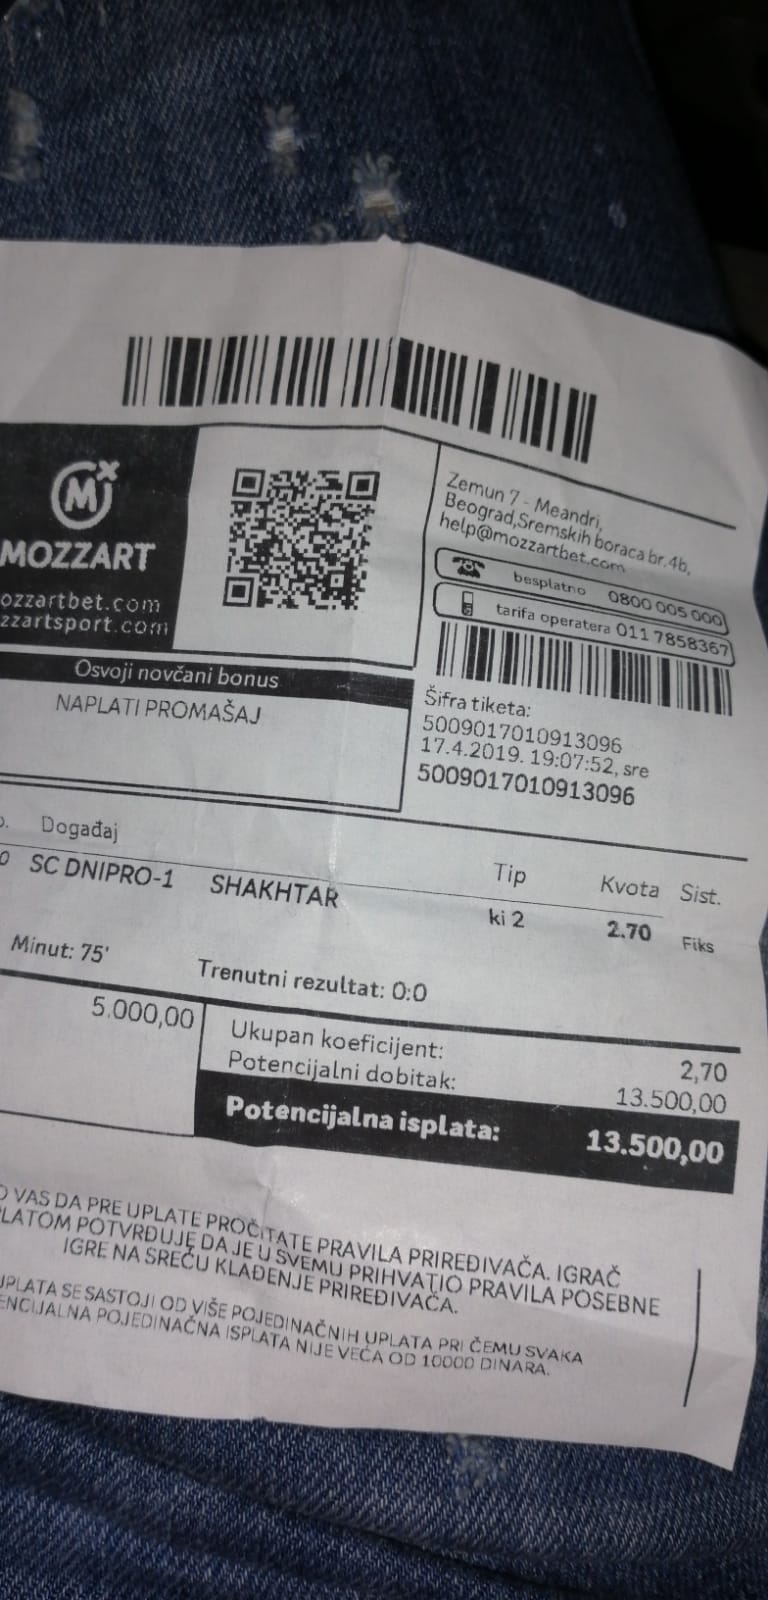 MOZZART
ozzartbet.com
zzartsport.com
Zemun 7 - Meandri,
Beograd,Sremskih boraca br.4b,
help@mozzartbet.com
besplatno 0800 005 000
tarifa operatera 011 7858367
Osvoji novčani bonus
NAPLATI PROMAŠAJ
Šifra tiketa:
5009017010913096
17.4.2019. 19:07:52, sre
5009017010913096
Događaj Tip Kvota Sist.
SC DNIPRO-1 SHAKHTAR ki 2 2.70 Fiks
Minut: 75' Trenutni rezultat: 0:0
5.000,00
Ukupan koeficijent: 2,70
Potencijalni dobitak: 13.500,00
Potencijalna isplata: 13.500,00
VAS DA PRE UPLATE PROČITATE PRAVILA PRIREĐIVAČA. IGRAČ
LATOM POTVRĐUJE DA JE U SVEMU PRIHVATIO PRAVILA POSEBNE
IGRE NA SREĆU KLAĐENJE PRIREĐIVAČA.
UPLATA SE SASTOJI OD VIŠE POJEDINAČNIH UPLATA PRI ČEMU SVAKA
ENCIJALNA POJEDINAČNA ISPLATA NIJE VEĆA OD 10000 DINARA.